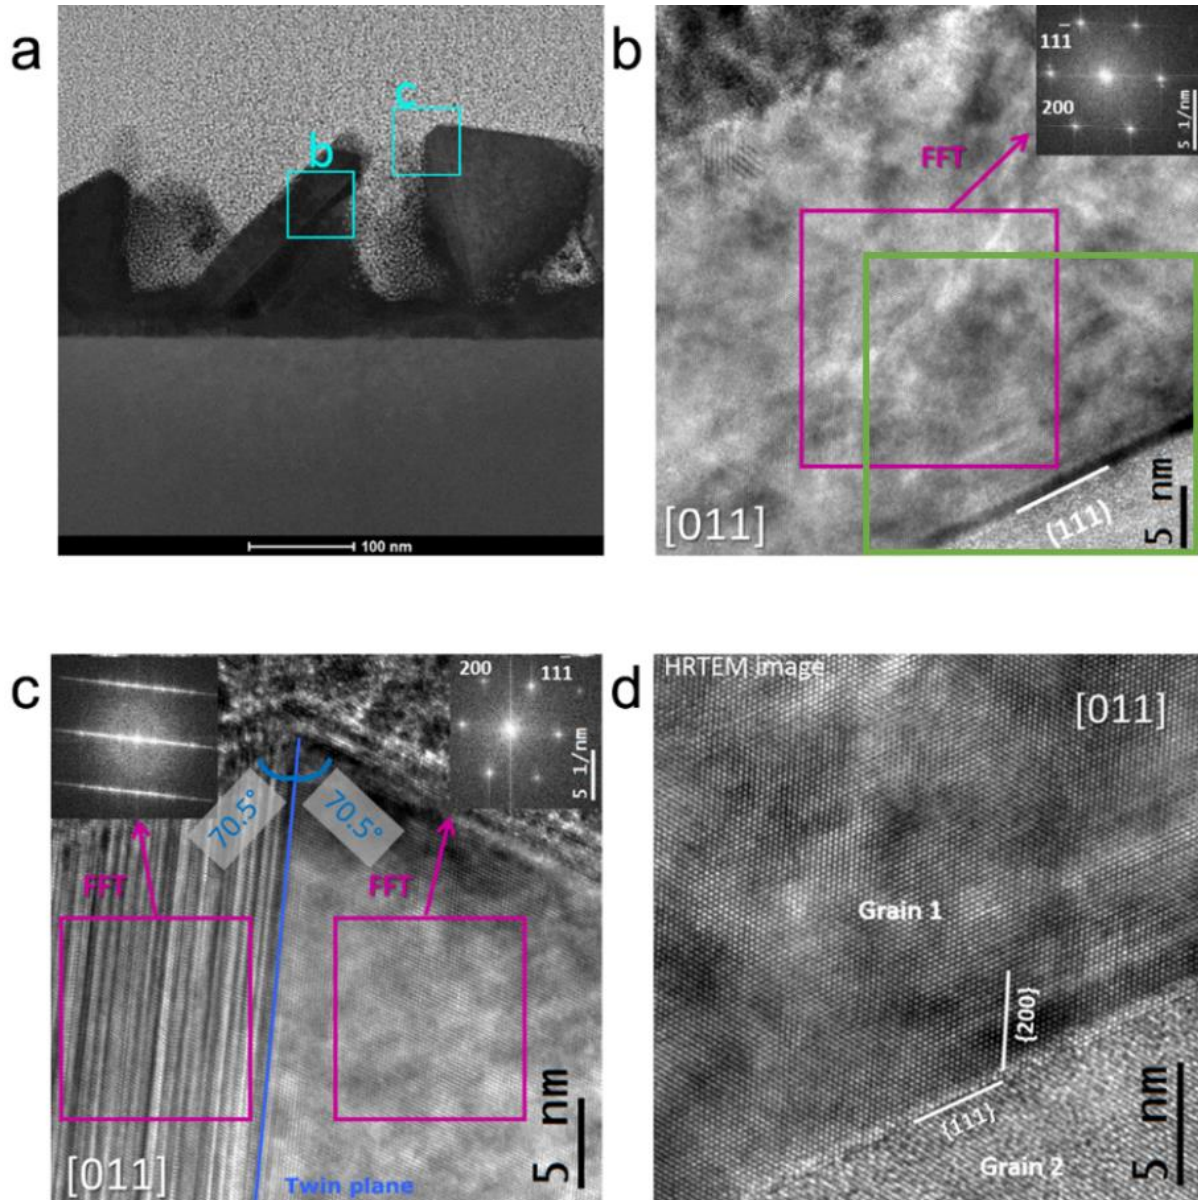 a
b
c
100 nm
b
111̄
200
5 1/nm
FFT
[011]
(111)
5 nm
c
200
111̄
5 1/nm
70.5°
70.5°
FFT
FFT
[011]
Twin plane
5 nm
d
HRTEM image
[011]
Grain 1
{200}
{111}
Grain 2
5 nm